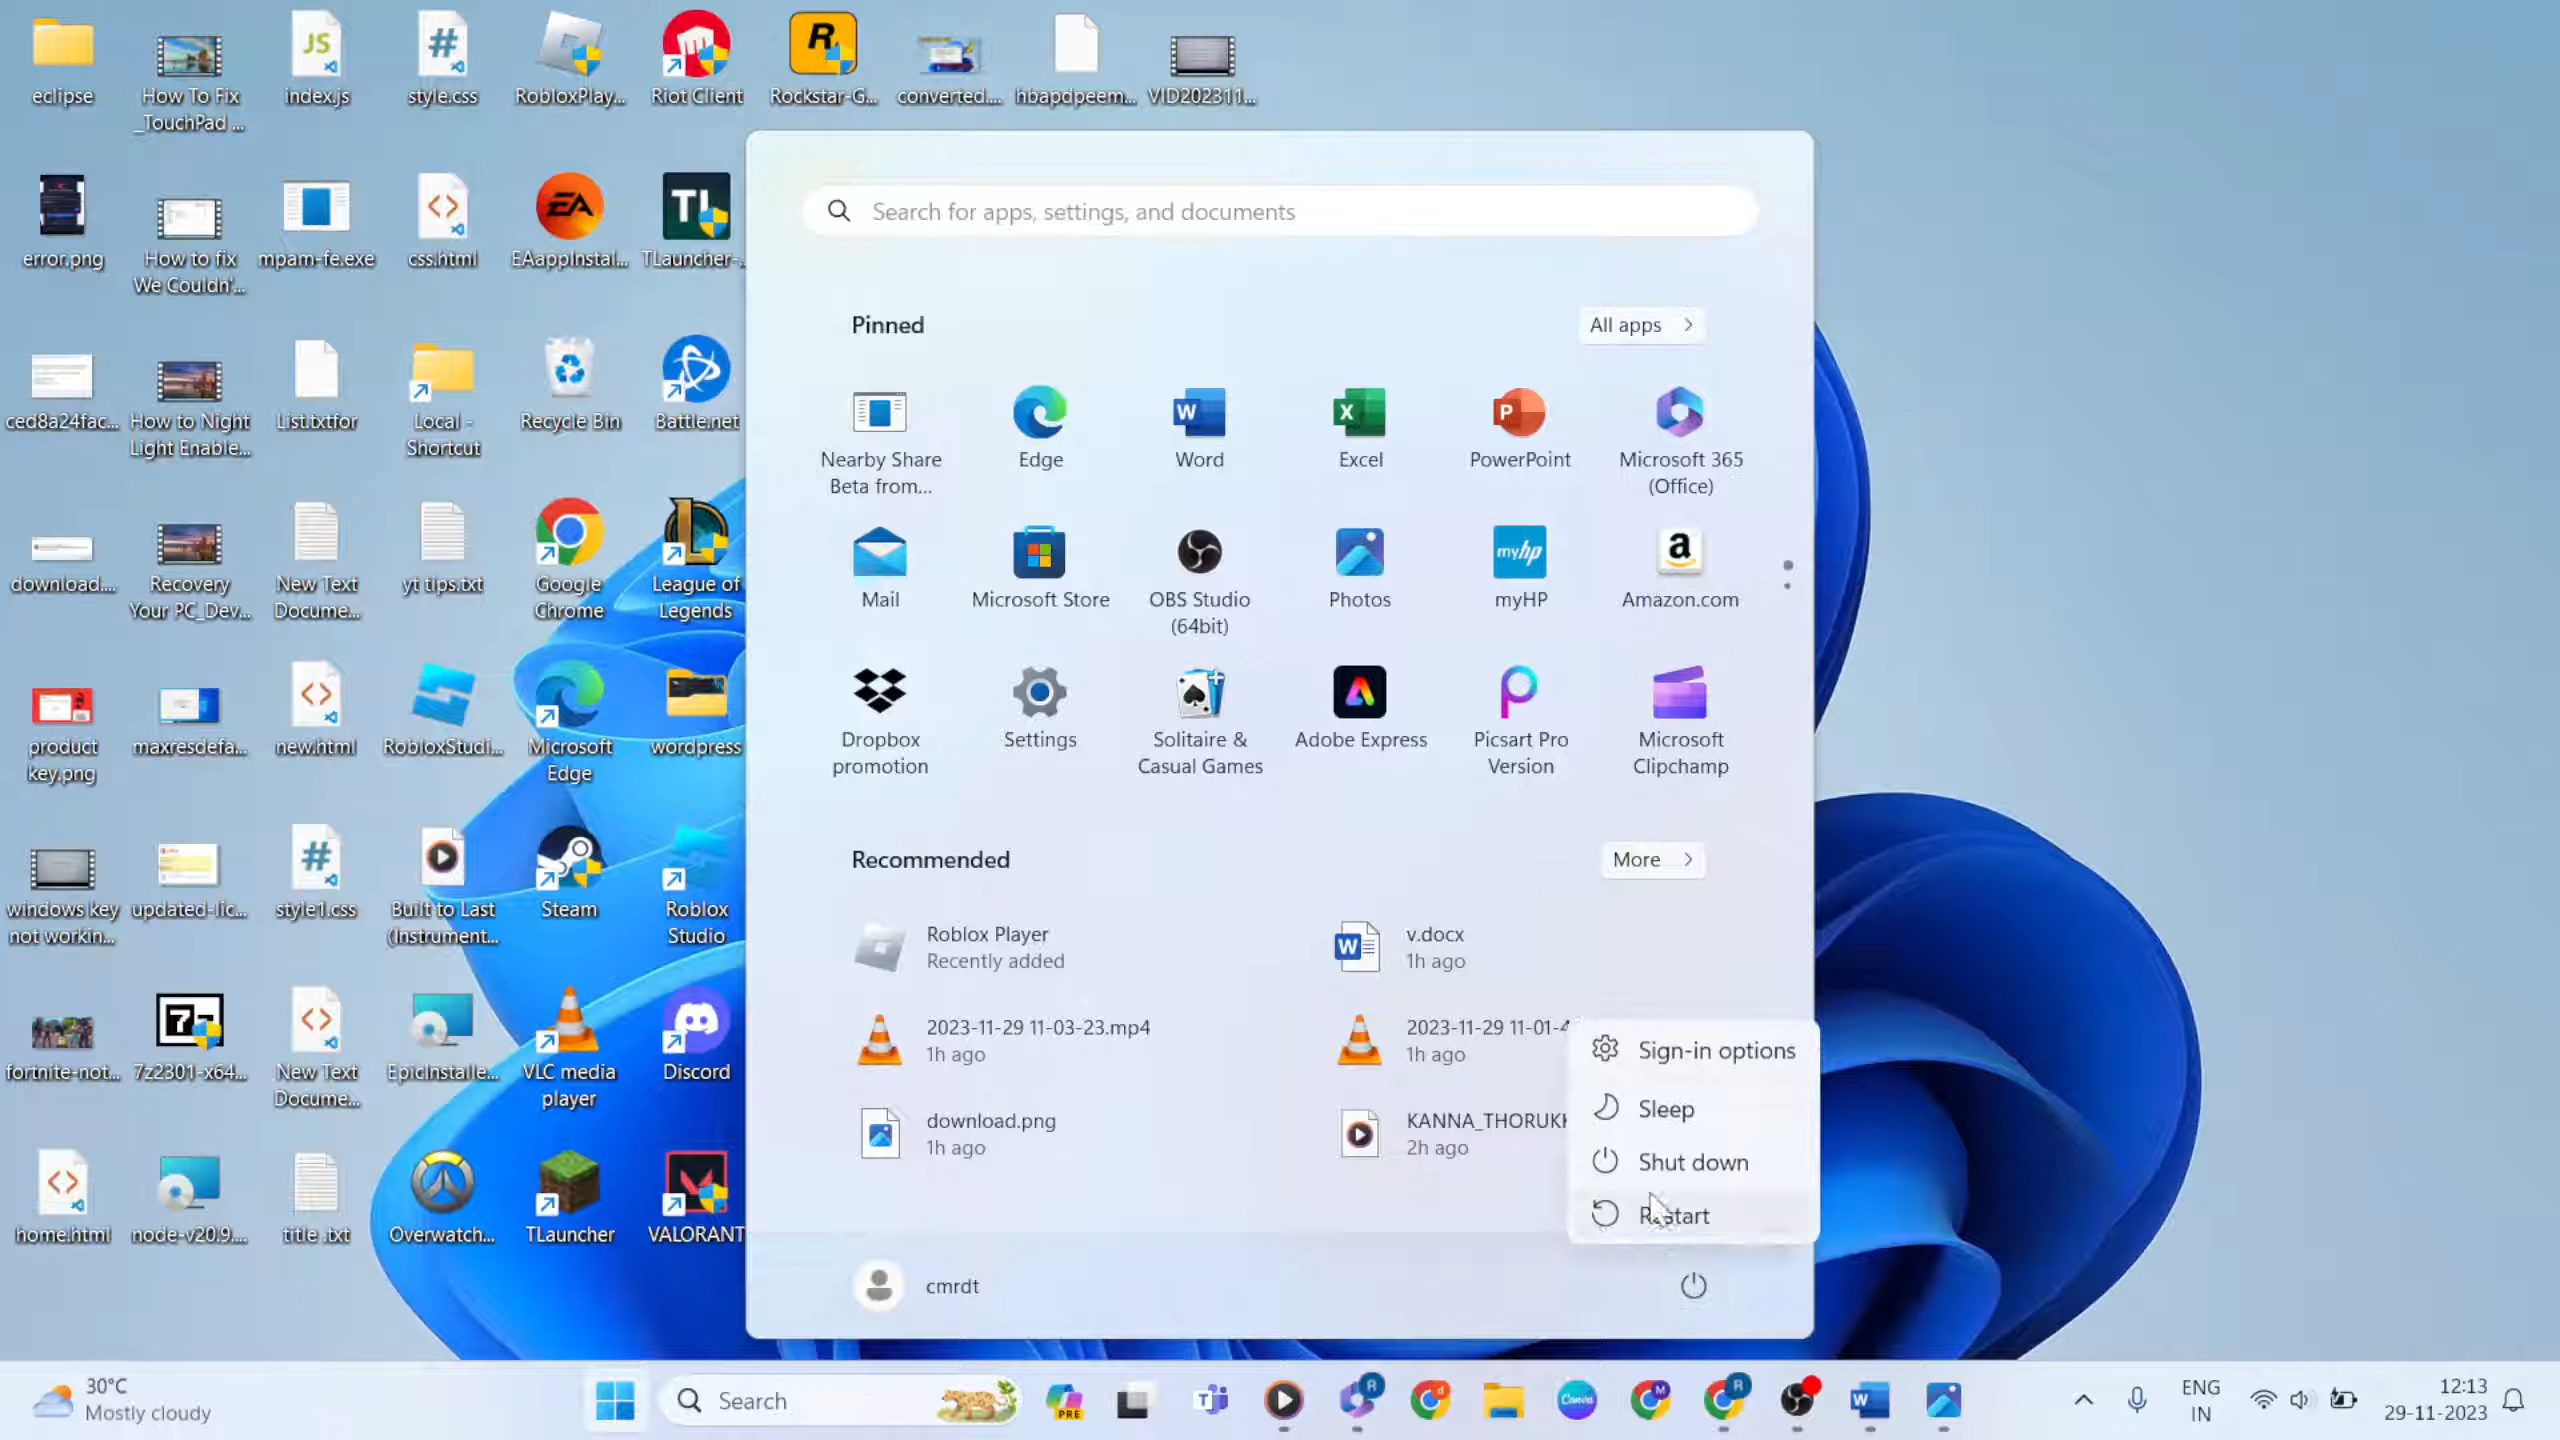 eclipse
How To Fix
_TouchPad ...
index.js
style.css
RobloxPlay...
Riot Client
Rockstar-G...
converted....
hbapdpeem...
VID202311...
error.png
How to fix
We Couldn'...
mpam-fe.exe
css.html
EAappInstal...
TLauncher-...
ced8a24fac...
How to Night
Light Enable...
List.txtfor
Local -
Shortcut
Recycle Bin
Battle.net
download....
Recovery
Your PC_Dev...
New Text
Docume...
yt tips.txt
Google
Chrome
League of
Legends
product
key.png
maxresdefa...
new.html
RobloxStudi...
Microsoft
Edge
wordpress
windows key
not workin...
updated-lic...
style1.css
Built to Last
(Instrument...
Steam
Roblox
Studio
fortnite-not...
7z2301-x64...
New Text
Docume...
EpicInstalle...
VLC media
player
Discord
home.html
node-v20.9....
title .txt
Overwatch...
TLauncher
VALORANT
Search for apps, settings, and documents
Pinned
All apps
Nearby Share
Beta from...
Edge
Word
Excel
PowerPoint
Microsoft 365
(Office)
Mail
Microsoft Store
OBS Studio
(64bit)
Photos
myhp
myHP
Amazon.com
Dropbox
promotion
Settings
Solitaire &
Casual Games
Adobe Express
Picsart Pro
Version
Microsoft
Clipchamp
Recommended
More
Roblox Player
Recently added
v.docx
1h ago
2023-11-29 11-03-23.mp4
1h ago
2023-11-29 11-01-4
1h ago
download.png
1h ago
KANNA_THORUKK
2h ago
Sign-in options
Sleep
Shut down
Restart
cmrdt
30°C
Mostly cloudy
Search
PRE
Canva
ENG
IN
12:13
29-11-2023